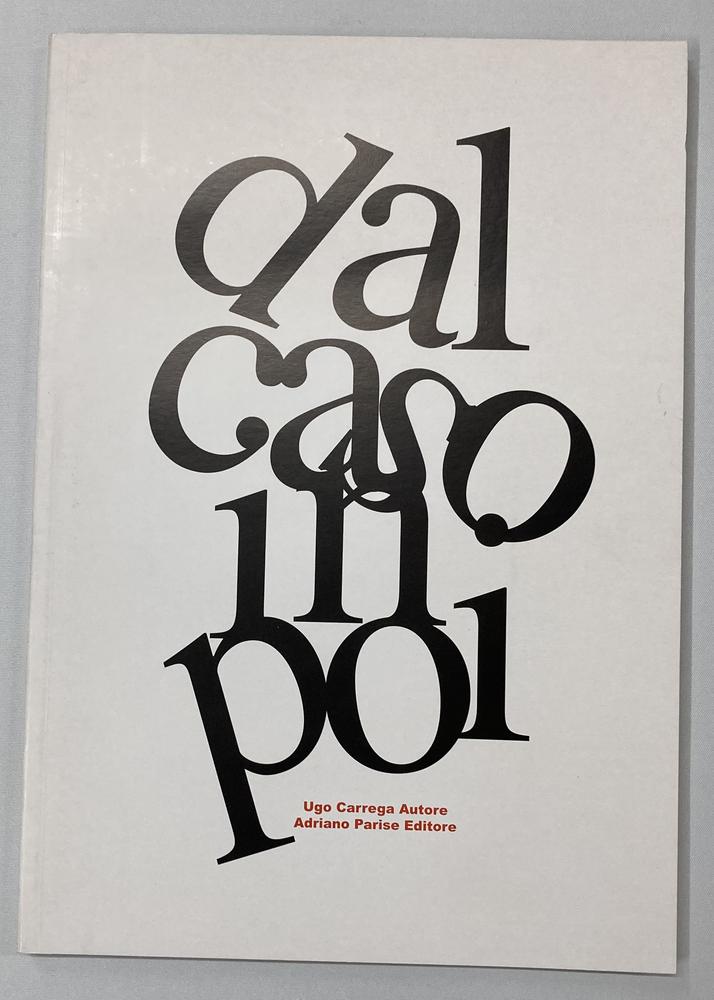 dal
caso
in
poi
Ugo Carrega Autore
Adriano Parise Editore